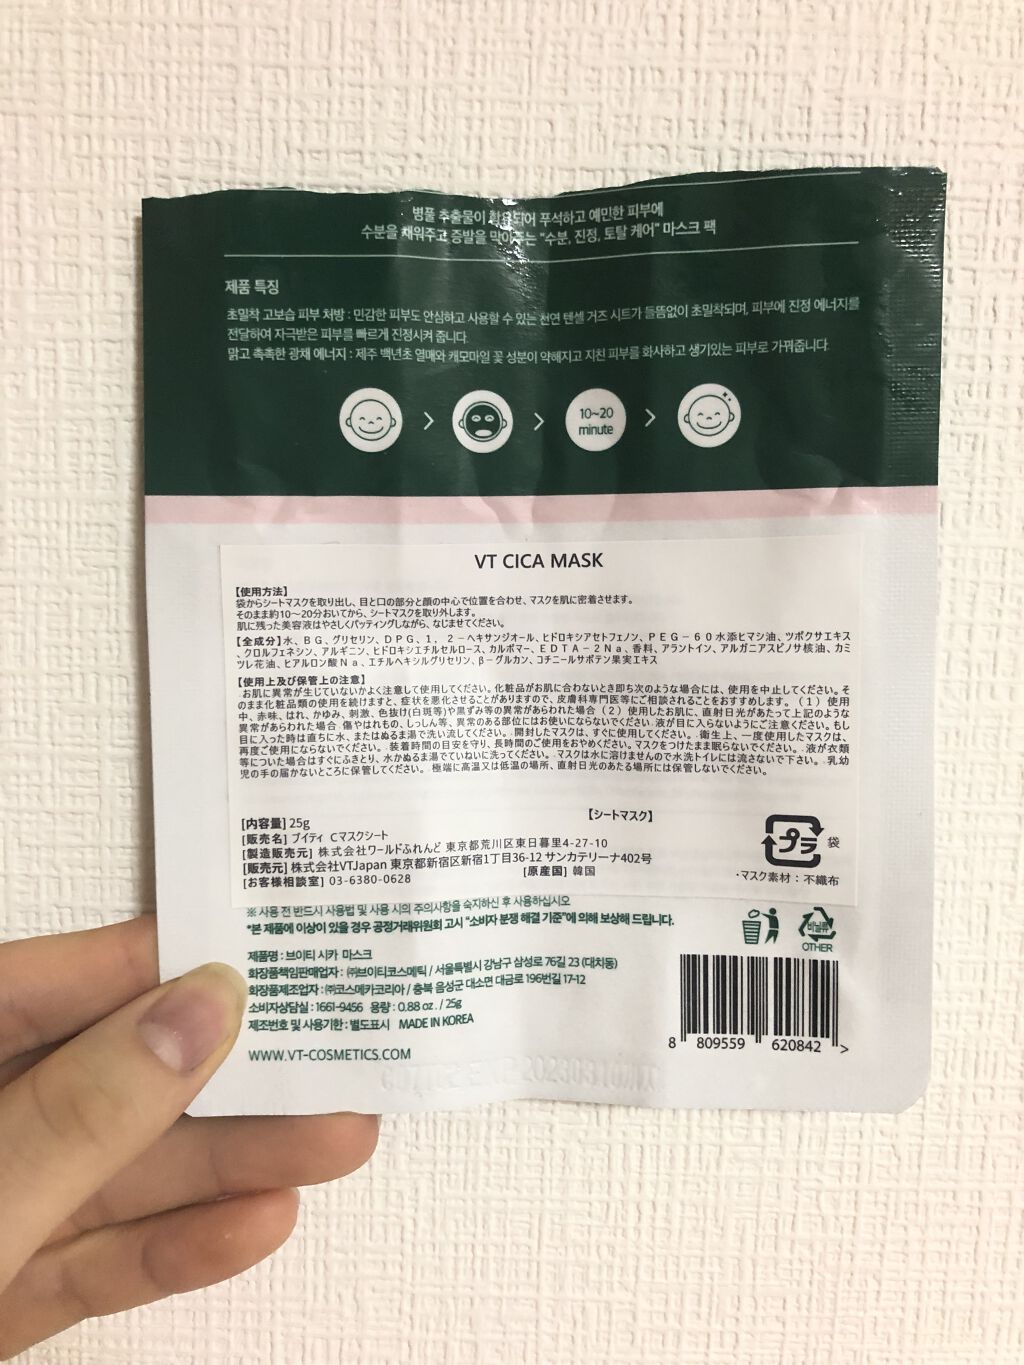 병풀 추출물이 함유되어 푸석하고 예민한 피부에
수분을 채워주고 증발을 막아주는 "수분, 진정, 토탈 케어" 마스크 팩
제품 특징
초밀착 고보습 피부 처방 : 민감한 피부도 안심하고 사용할 수 있는 천연 텐셀 거즈 시트가 들뜸없이 초밀착되며, 피부에 진정 에너지를
전달하여 자극받은 피부를 빠르게 진정시켜 줍니다.
맑고 촉촉한 광채 에너지 : 제주 백년초 열매와 캐모마일 꽃 성분이 약해지고 지친 피부를 화사하고 생기있는 피부로 가꿔줍니다.
10~20
minute
VT CICA MASK
【使用方法】
袋からシートマスクを取り出し、目と口の部分と顔の中心で位置を合わせ、マスクを肌に密着させます。
そのまま約10〜20分おいてから、シートマスクを取り外します。
肌に残った美容液はやさしくパッティングしながら、なじませてください。
【全成分】水、ＢＧ、グリセリン、ＤＰＧ、１，２－ヘキサンジオール、ヒドロキシアセトフェノン、ＰＥＧ－６０水添ヒマシ油、ツボクサエキス
、クロルフェネシン、アルギニン、ヒドロキシエチルセルロース、カルボマー、ＥＤＴＡ－２Ｎａ、香料、アラントイン、アルガニアスピノサ核油、カミ
ツレ花油、ヒアルロン酸Ｎａ、エチルヘキシルグリセリン、β－グルカン、コチニールサボテン果実エキス
【使用上及び保管上の注意】
お肌に異常が生じていないかよく注意して使用してください。化粧品がお肌に合わないとき即ち次のような場合には、使用を中止してください。そ
のまま化粧品類の使用を続けますと、症状を悪化させることがありますので、皮膚科専門医等にご相談されることをおすすめします。（１）使用
中、赤味、はれ、かゆみ、刺激、色抜け(白斑等)や黒ずみ等の異常があらわれた場合（２）使用したお肌に、直射日光があたって上記のような
異常があらわれた場合 傷やはれもの、しっしん等、異常のある部位にはお使いにならないでください. 液が目に入らないようにご注意ください。もし
目に入った時は直ちに水、またはぬるま湯で洗い流してください。. 開封したマスクは、すぐに使用してください。. 衛生上、一度使用したマスクは、
再度ご使用にならないでください。. 装着時間の目安を守り、長時間のご使用をおやめください。マスクをつけたまま眠らないでください。. 液が衣類
等についた場合はすぐにふきとり、水かぬるま湯でていねいに洗ってください。. マスクは水に溶けませんので水洗トイレには流さないで下さい。. 乳幼
児の手の届かないところに保管してください。. 極端に高温又は低温の場所、直射日光のあたる場所には保管しないでください。
[内容量] 25g
【シートマスク】
[販売名] ブイティ Ｃマスクシート
[製造販売元] 株式会社ワールドふれんど 東京都荒川区東日暮里4-27-10
[販売元] 株式会社VTJapan 東京都新宿区新宿1丁目36-12 サンカテリーナ402号
[お客様相談室] 03-6380-0628
[原産国] 韓国
プラ
袋
・マスク素材：不織布
※ 사용 전 반드시 사용법 및 사용 시의 주의사항을 숙지하신 후 사용하십시오
*본 제품에 이상이 있을 경우 공정거래위원회 고시 "소비자 분쟁 해결 기준"에 의해 보상해 드립니다.
제품명 : 브이티 시카 마스크
화장품책임판매업자 : ㈜브이티코스메틱 / 서울특별시 강남구 삼성로 76길 23 (대치동)
화장품제조업자 : ㈜코스메카코리아 / 충북 음성군 대소면 대금로 196번길 17-12
소비자상담실 : 1661-9456 용량 : 0.88 oz. / 25g
제조번호 및 사용기한 : 별도표시 MADE IN KOREA
WWW.VT-COSMETICS.COM
비닐류
OTHER
8 809559 620842 >